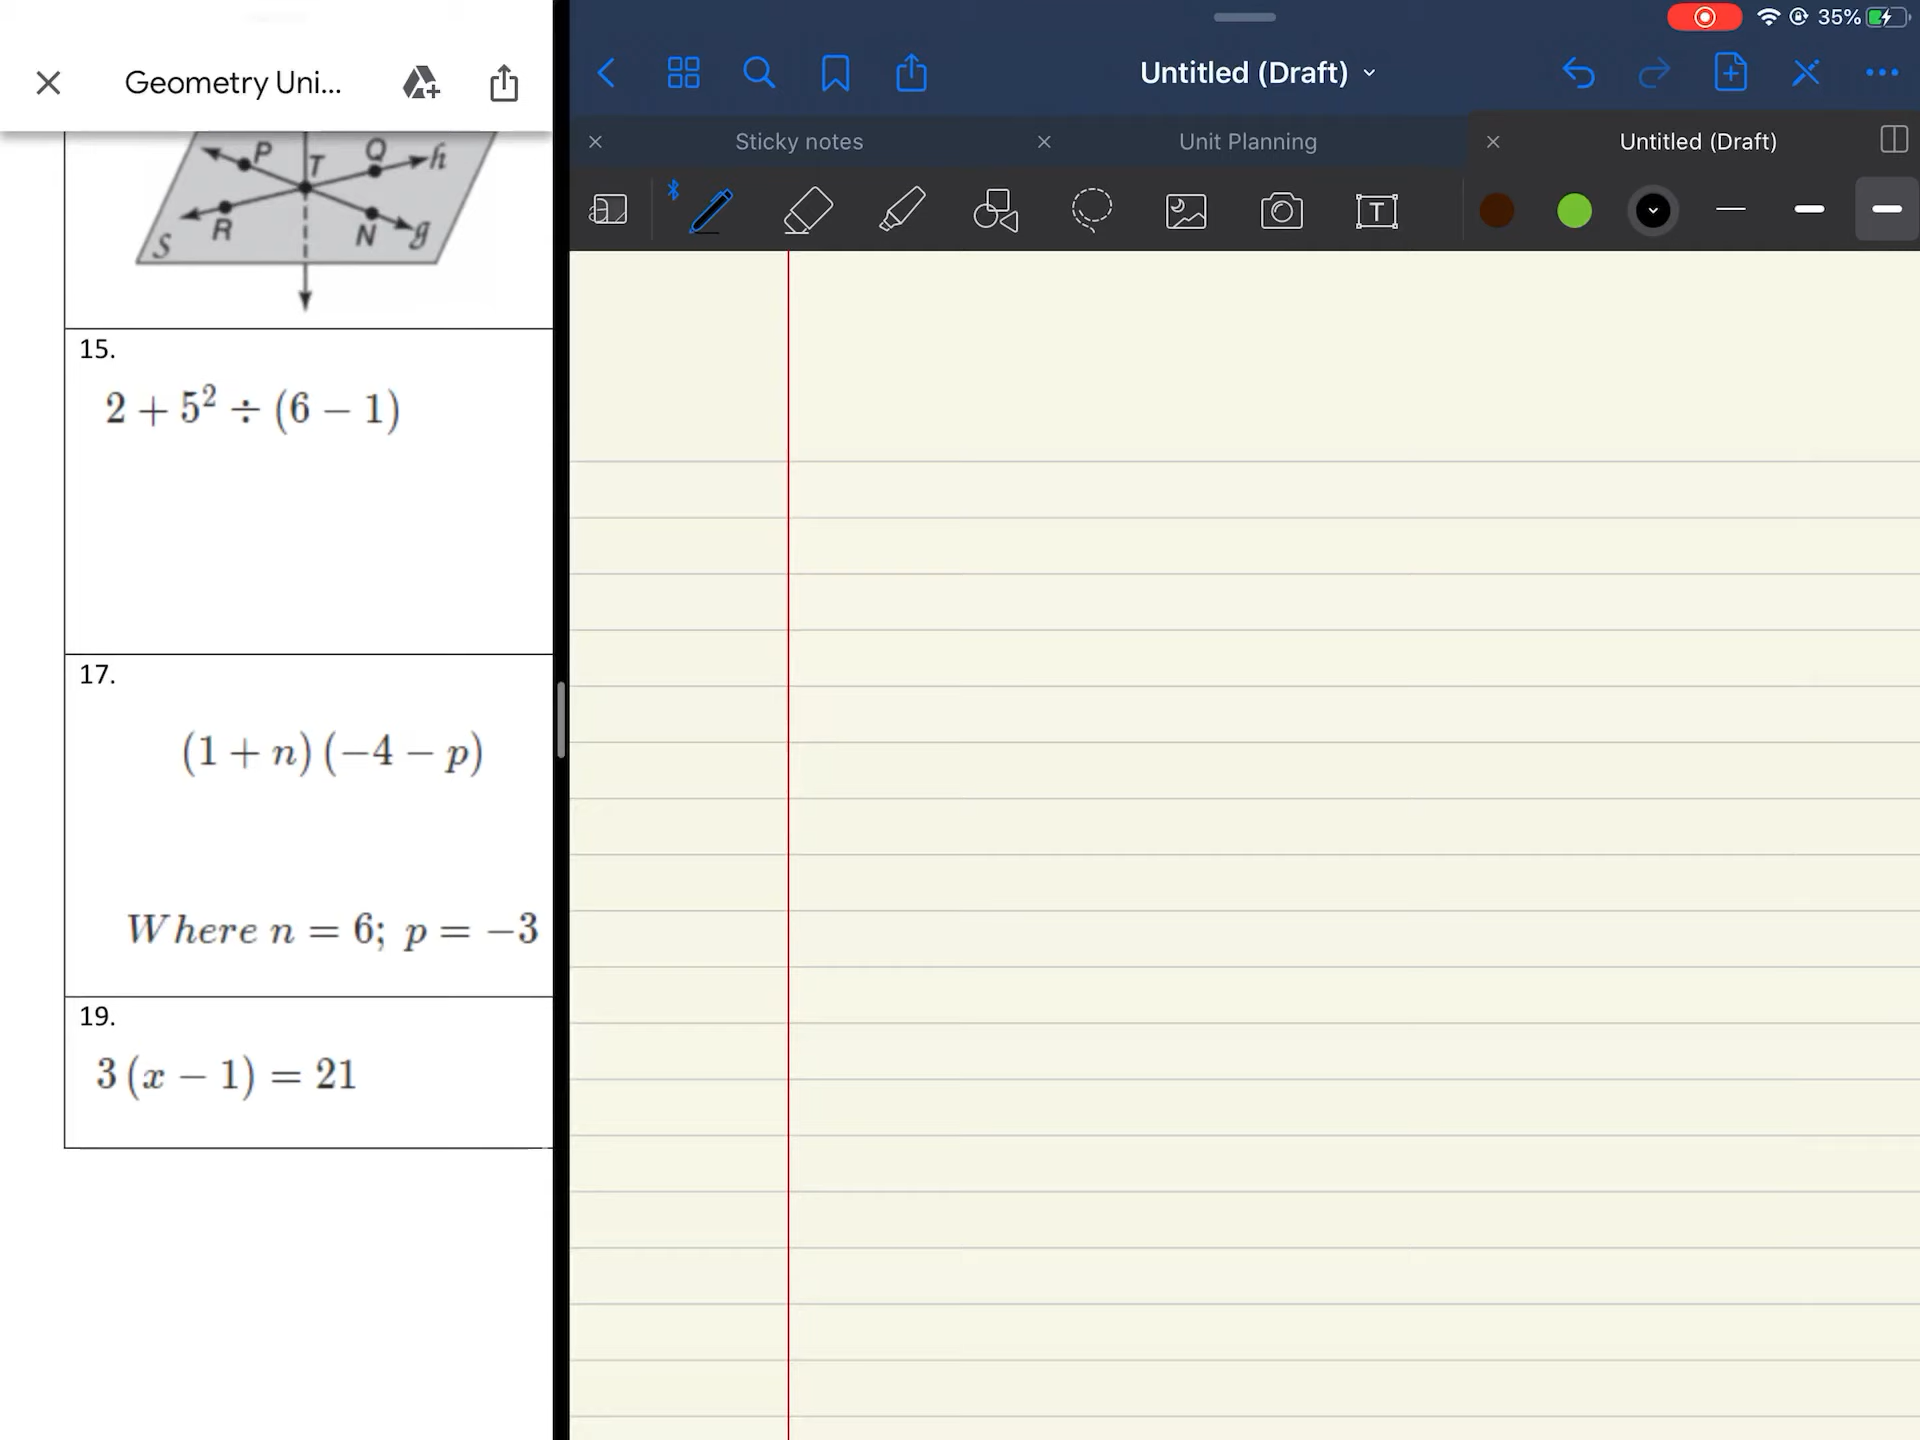 35%
Geometry Uni...
Untitled (Draft)
Sticky notes
Unit Planning
Untitled (Draft)
P
T
Q
h
R
S
N
g
15.
2 + 5² ÷ (6 − 1)
17.
(1 + n) (−4 − p)
Where n = 6; p = −3
19.
3 (x − 1) = 21